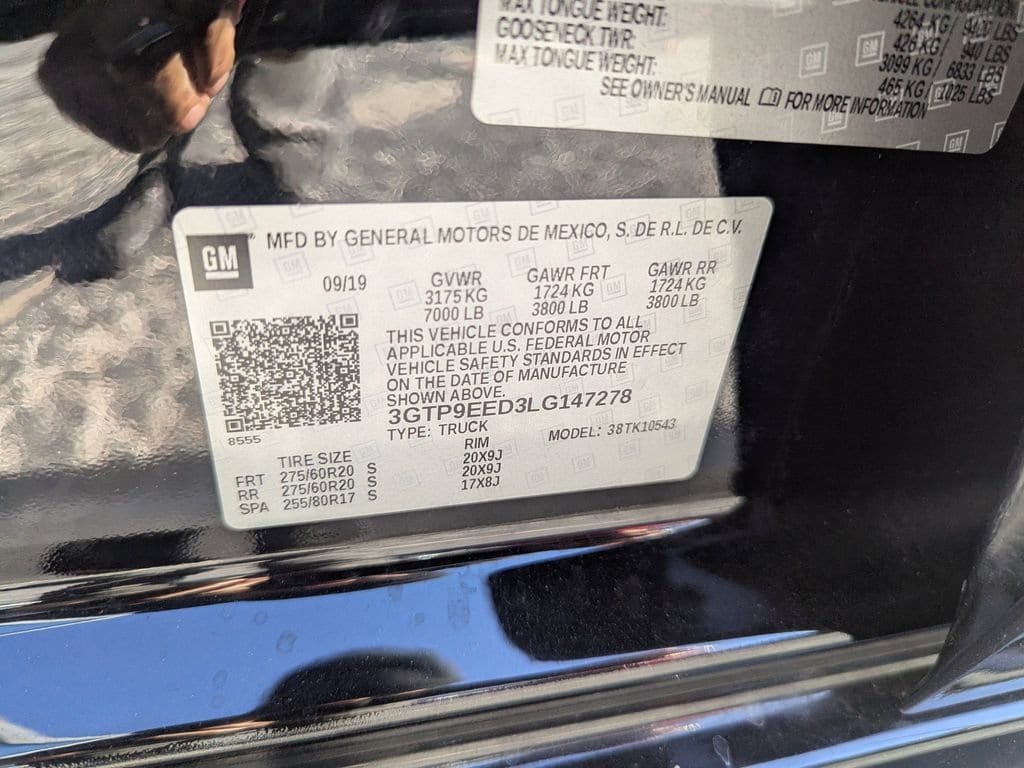 MAX TONGUE WEIGHT:
4264 KG/ 9400 LBS
GOOSENECK TWR:
426 KG/ 940 LBS
MAX TONGUE WEIGHT:
3099 KG/ 6833 LBS
465 KG/ 1025 LBS
SEE OWNER'S MANUAL FOR MORE INFORMATION
GM
MFD BY GENERAL MOTORS DE MEXICO, S. DE R.L. DE C.V.
09/19 GVWR GAWR FRT GAWR RR
3175 KG 1724 KG 1724 KG
7000 LB 3800 LB 3800 LB
THIS VEHICLE CONFORMS TO ALL
APPLICABLE U.S. FEDERAL MOTOR
VEHICLE SAFETY STANDARDS IN EFFECT
ON THE DATE OF MANUFACTURE
SHOWN ABOVE.
3GTP9EED3LG147278
8555
TYPE: TRUCK MODEL: 38TK10543
TIRE SIZE RIM
FRT 275/60R20 S 20X9J
RR 275/60R20 S 20X9J
SPA 255/80R17 S 17X8J